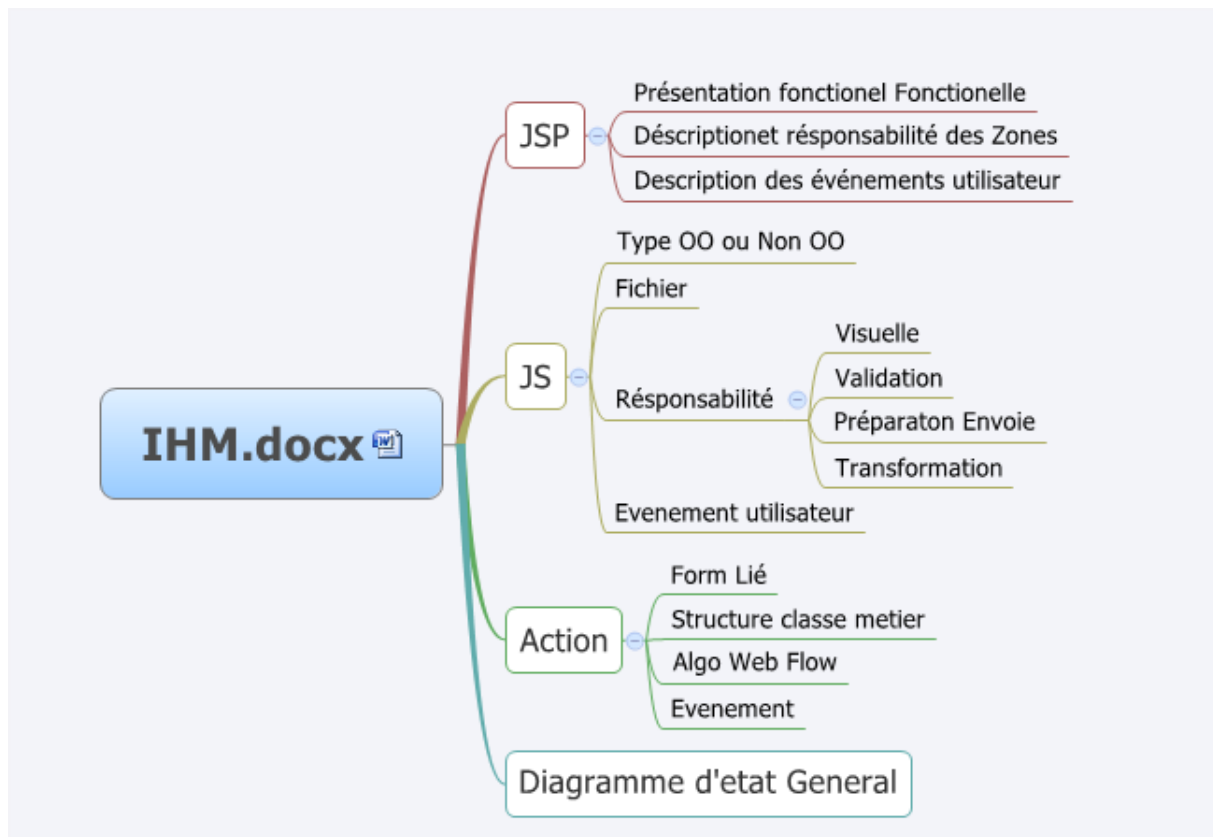 IHM.docx
JSP
Présentation fonctionel Fonctionelle
Déscriptionet résponsabilité des Zones
Description des événements utilisateur
JS
Type OO ou Non OO
Fichier
Résponsabilité
Visuelle
Validation
Préparaton Envoie
Transformation
Evenement utilisateur
Action
Form Lié
Structure classe metier
Algo Web Flow
Evenement
Diagramme d'etat General